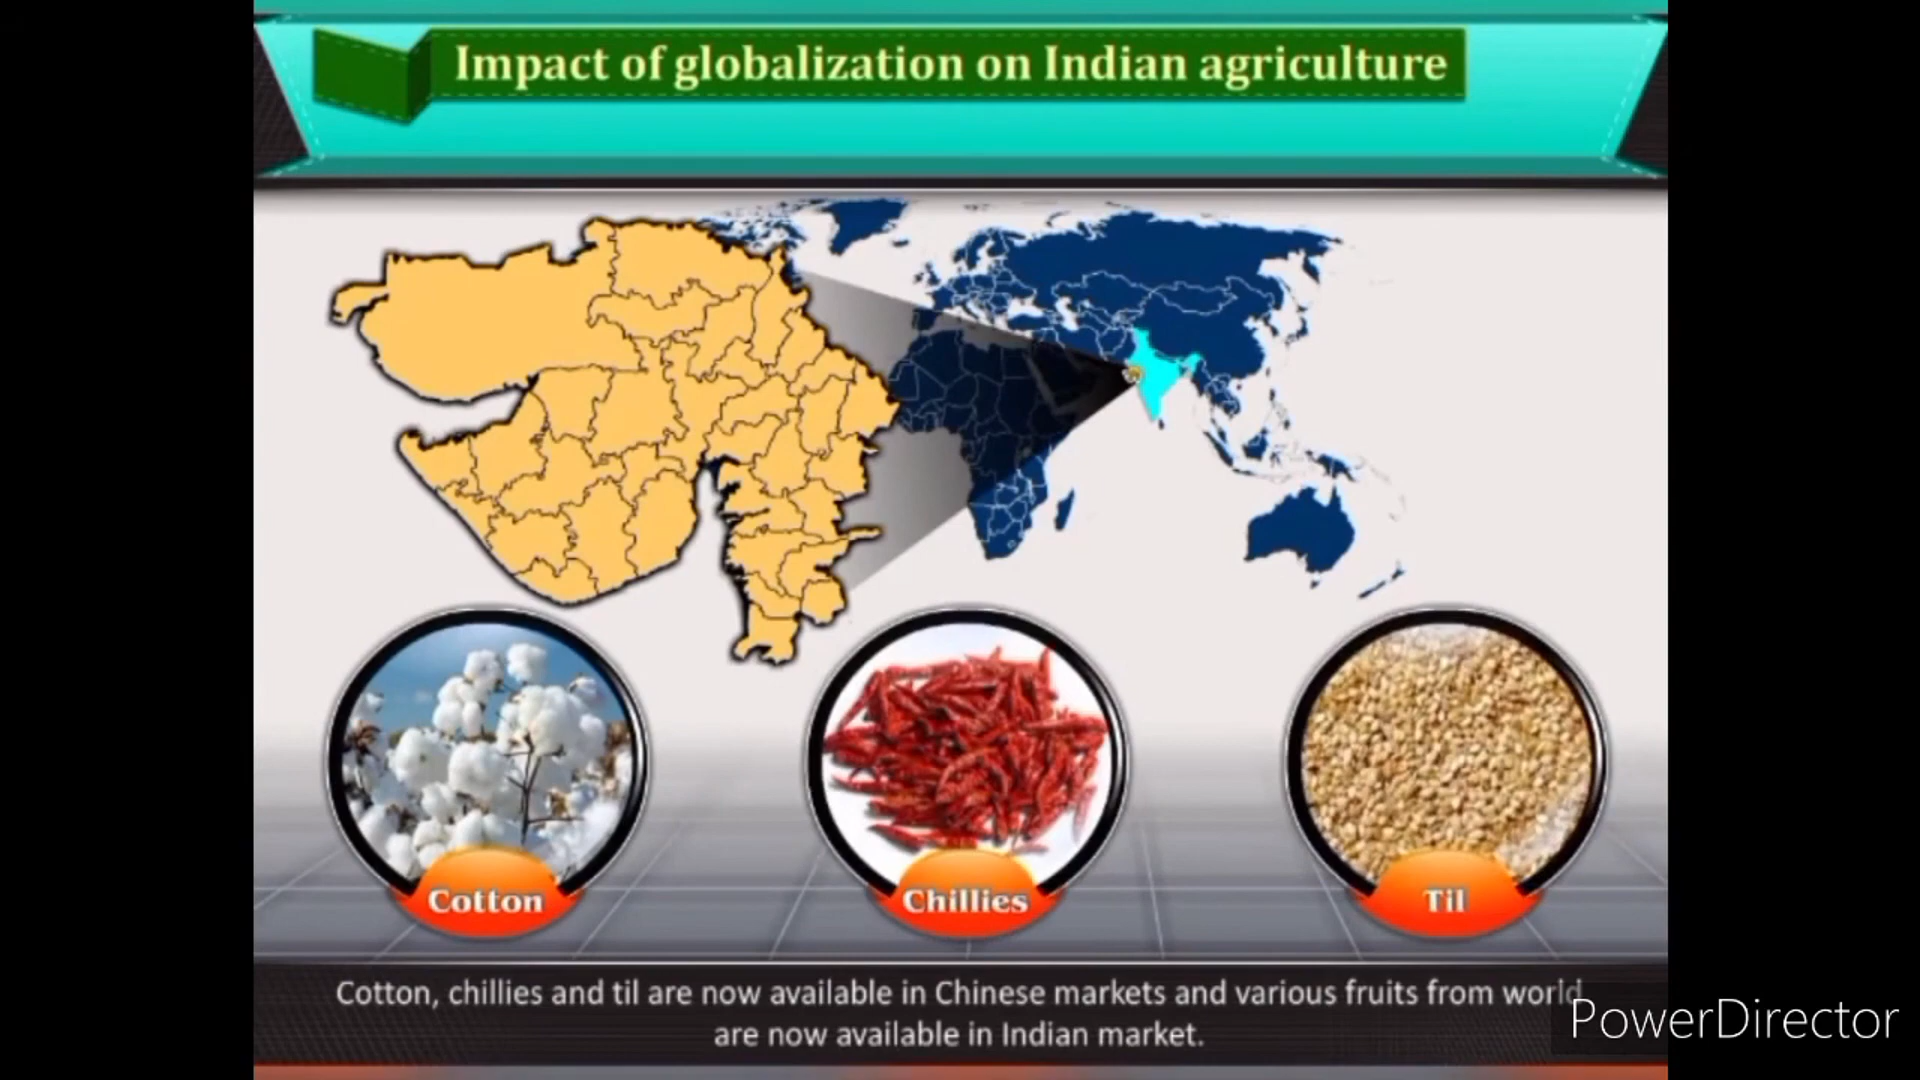 Impact of globalization on Indian agriculture
Cotton
Chillies
Til
Cotton, chillies and til are now available in Chinese markets and various fruits from world
are now available in Indian market.
PowerDirector